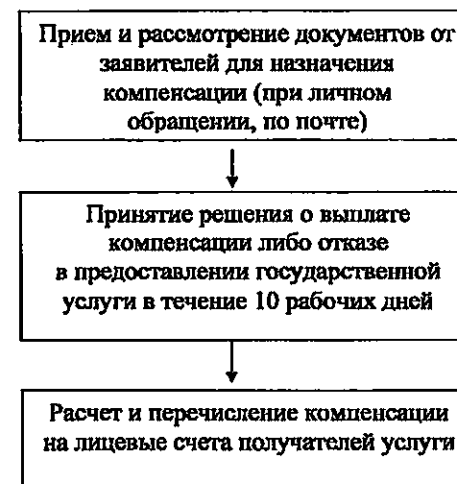 Прием и рассмотрение документов от
заявителей для назначения
компенсации (при личном
обращении, по почте)
Принятие решения о выплате
компенсации либо отказе
в предоставлении государственной
услуги в течение 10 рабочих дней
Расчет и перечисление компенсации
на лицевые счета получателей услуги